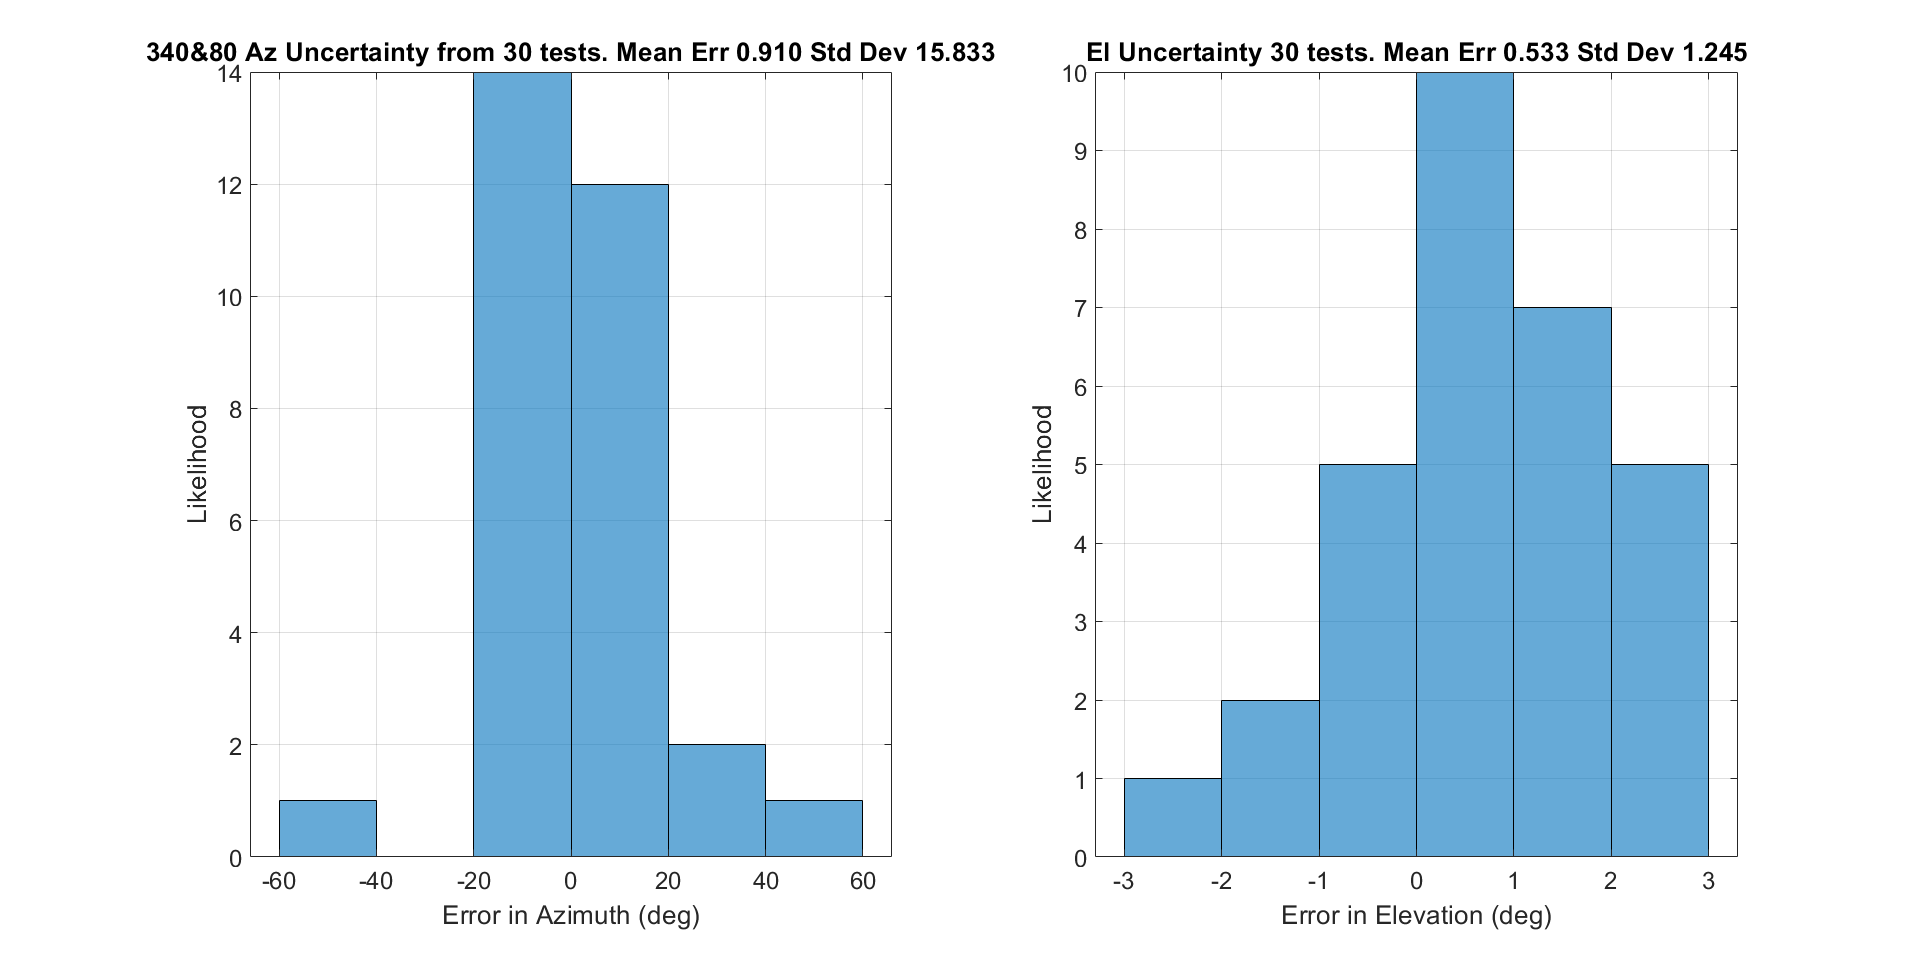 340&80 Az Uncertainty from 30 tests. Mean Err 0.910 Std Dev 15.833
14
12
10
8
6
4
2
0
Likelihood
-60 -40 -20 0 20 40 60
Error in Azimuth (deg)
El Uncertainty 30 tests. Mean Err 0.533 Std Dev 1.245
10
9
8
7
6
5
4
3
2
1
0
Likelihood
-3 -2 -1 0 1 2 3
Error in Elevation (deg)